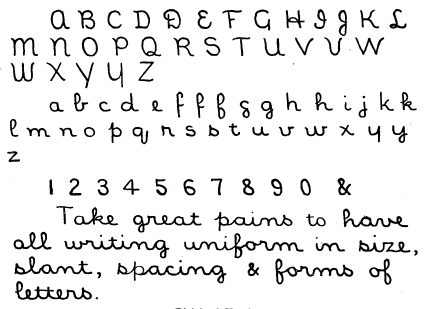 a B C D D E F G H I J K L
M N O P Q R S T U V V W
W X Y Y Z
a b c d e f f f g g h h i j k k
l m n o p q r s s t u v w x y y
z
1 2 3 4 5 6 7 8 9 0 &
Take great pains to have
all writing uniform in size,
slant, spacing & forms of
letters.